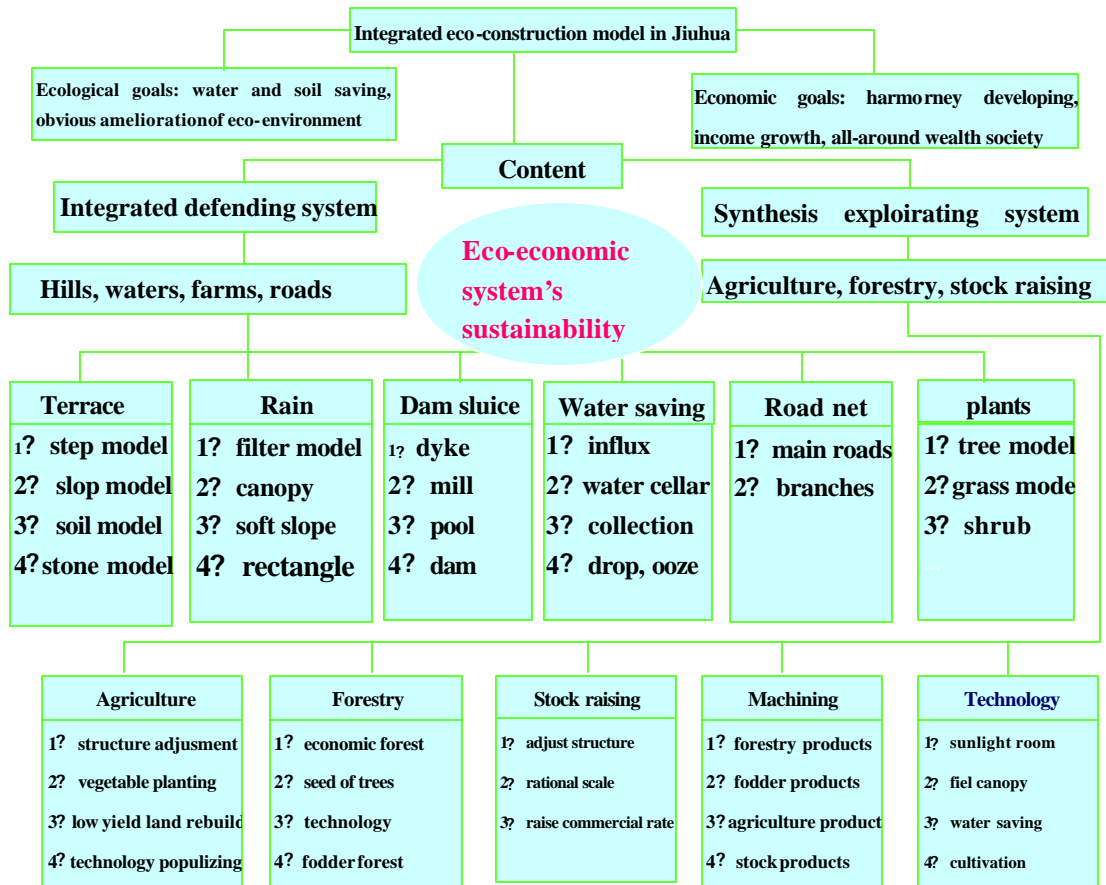 Integrated eco-construction model in Jiuhua
Ecological goals: water and soil saving,
obvious ameliorationof eco-environment
Economic goals: harmorney developing,
income growth, all-around wealth society
Content
Integrated defending system
Synthesis exploirating system
Eco-economic
system's
sustainability
Hills, waters, farms, roads
Agriculture, forestry, stock raising
Terrace
1? step model
2? slop model
3? soil model
4? stone model
Rain
1? filter model
2? canopy
3? soft slope
4? rectangle
Dam sluice
1? dyke
2? mill
3? pool
4? dam
Water saving
1? influx
2? water cellar
3? collection
4? drop, ooze
Road net
1? main roads
2? branches
plants
1? tree model
2? grass mode
3? shrub
...
Agriculture
1? structure adjusment
2? vegetable planting
3? low yield land rebuild
4? technology populizing
Forestry
1? economic forest
2? seed of trees
3? technology
4? fodder forest
Stock raising
1? adjust structure
2? rational scale
3? raise commercial rate
Machining
1? forestry products
2? fodder products
3? agriculture product
4? stock products
Technology
1? sunlight room
2? fiel canopy
3? water saving
4? cultivation